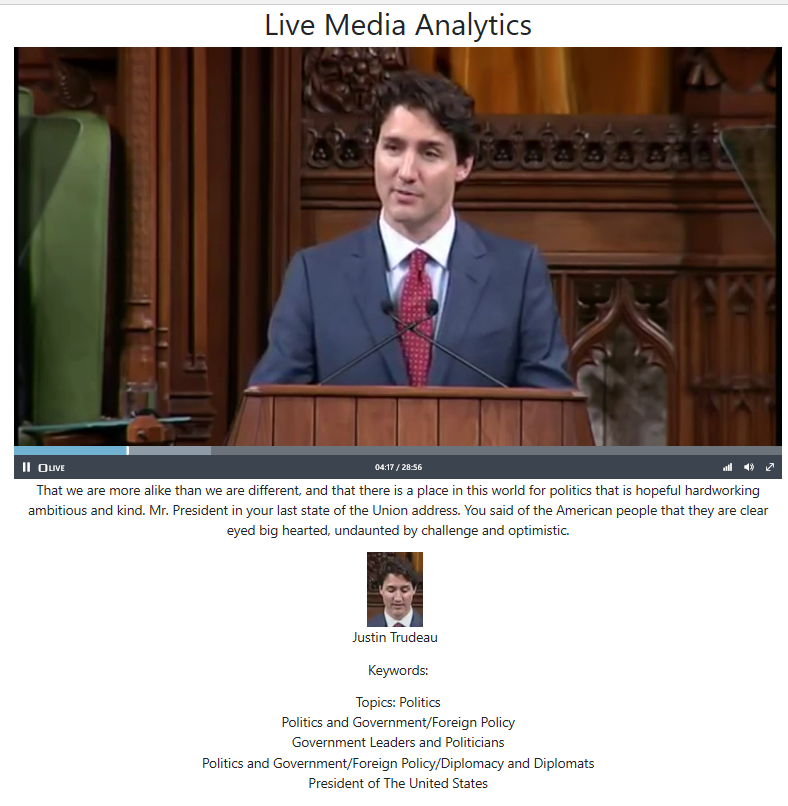 Live Media Analytics
LIVE
04:17 / 28:56
That we are more alike than we are different, and that there is a place in this world for politics that is hopeful hardworking
ambitious and kind. Mr. President in your last state of the Union address. You said of the American people that they are clear
eyed big hearted, undaunted by challenge and optimistic.
Justin Trudeau
Keywords:
Topics: Politics
Politics and Government/Foreign Policy
Government Leaders and Politicians
Politics and Government/Foreign Policy/Diplomacy and Diplomats
President of The United States